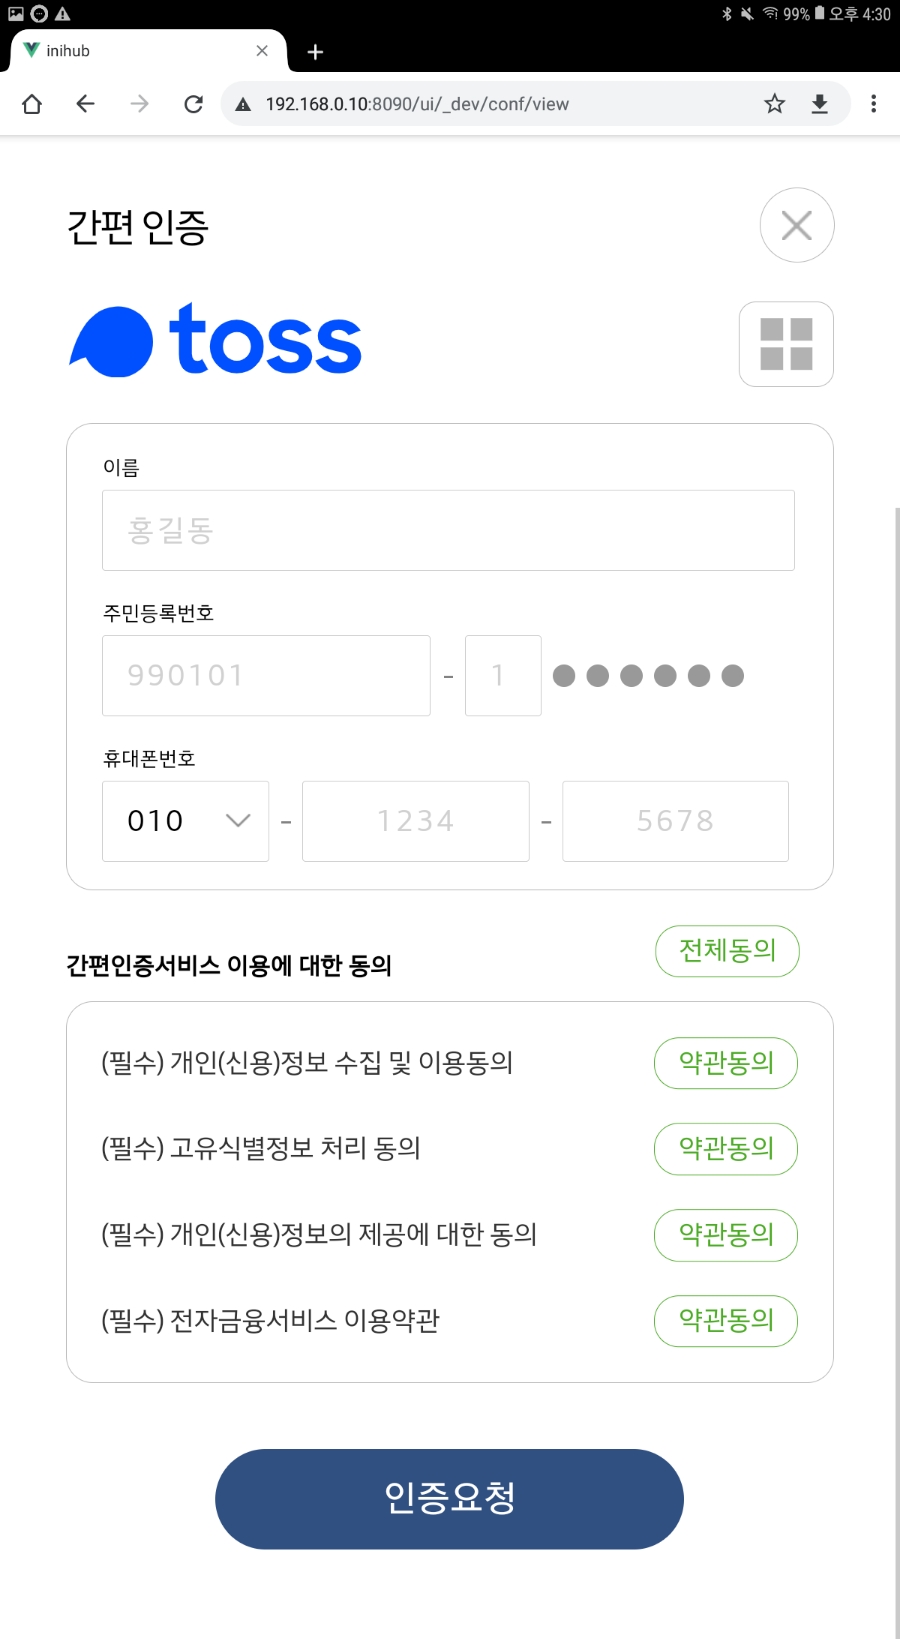 99% 오후 4:30
inihub
192.168.0.10:8090/ui/_dev/conf/view
간편 인증
toss
이름
홍길동
주민등록번호
990101 - 1 ●●●●●●
휴대폰번호
010 - 1234 - 5678
간편인증서비스 이용에 대한 동의 전체동의
(필수) 개인(신용)정보 수집 및 이용동의 약관동의
(필수) 고유식별정보 처리 동의 약관동의
(필수) 개인(신용)정보의 제공에 대한 동의 약관동의
(필수) 전자금융서비스 이용약관 약관동의
인증요청